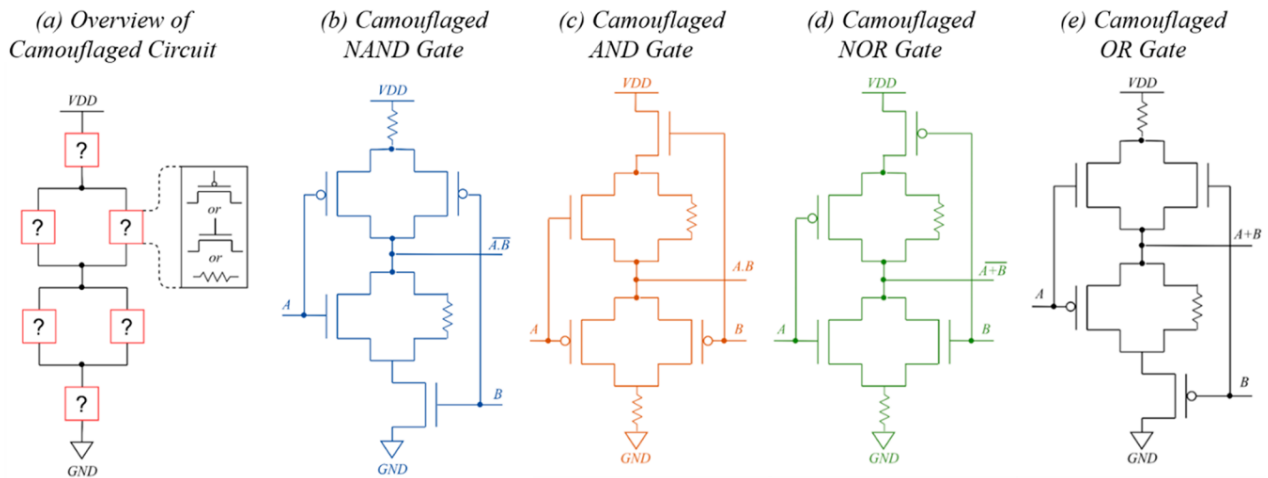 (a) Overview of
Camouflaged Circuit
VDD
?
?
?
or
or
?
?
?
GND
(b) Camouflaged
NAND Gate
VDD
A.B
A
B
GND
(c) Camouflaged
AND Gate
VDD
A.B
A
B
GND
(d) Camouflaged
NOR Gate
VDD
A+B
A
B
GND
(e) Camouflaged
OR Gate
VDD
A+B
A
B
GND